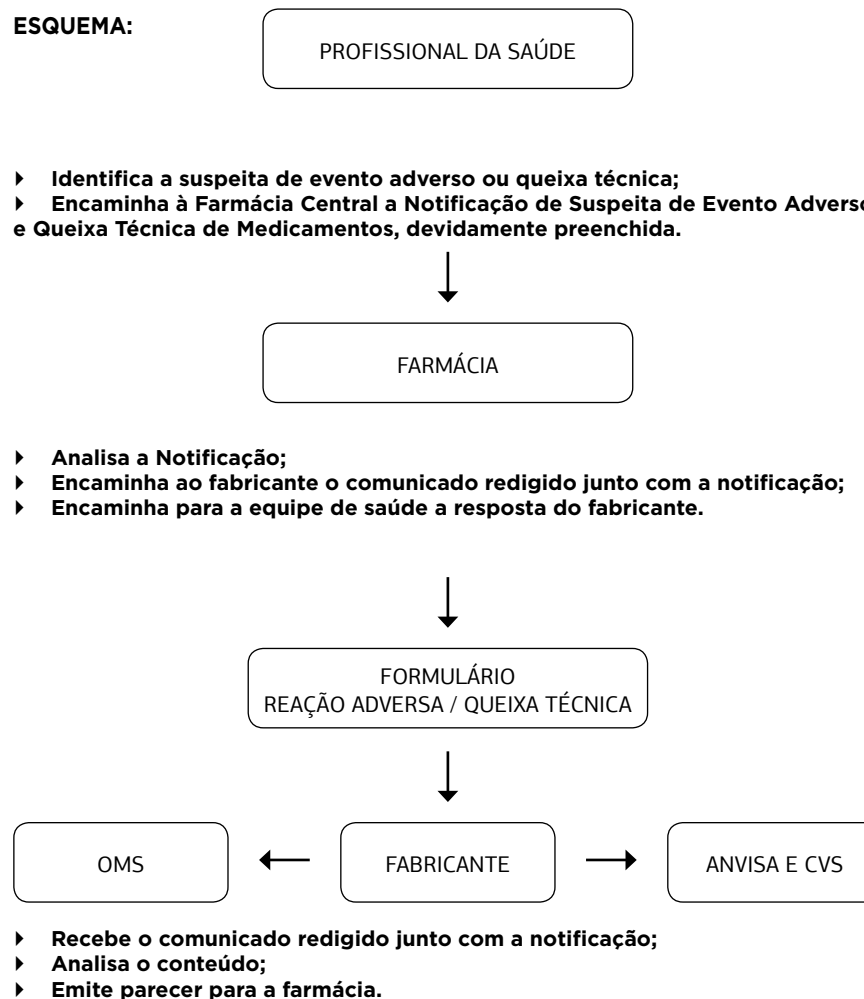 ESQUEMA:
PROFISSIONAL DA SAÚDE
‣ Identifica a suspeita de evento adverso ou queixa técnica;
‣ Encaminha à Farmácia Central a Notificação de Suspeita de Evento Adverso
e Queixa Técnica de Medicamentos, devidamente preenchida.
FARMÁCIA
‣ Analisa a Notificação;
‣ Encaminha ao fabricante o comunicado redigido junto com a notificação;
‣ Encaminha para a equipe de saúde a resposta do fabricante.
FORMULÁRIO
REAÇÃO ADVERSA / QUEIXA TÉCNICA
OMS
FABRICANTE
ANVISA E CVS
‣ Recebe o comunicado redigido junto com a notificação;
‣ Analisa o conteúdo;
‣ Emite parecer para a farmácia.